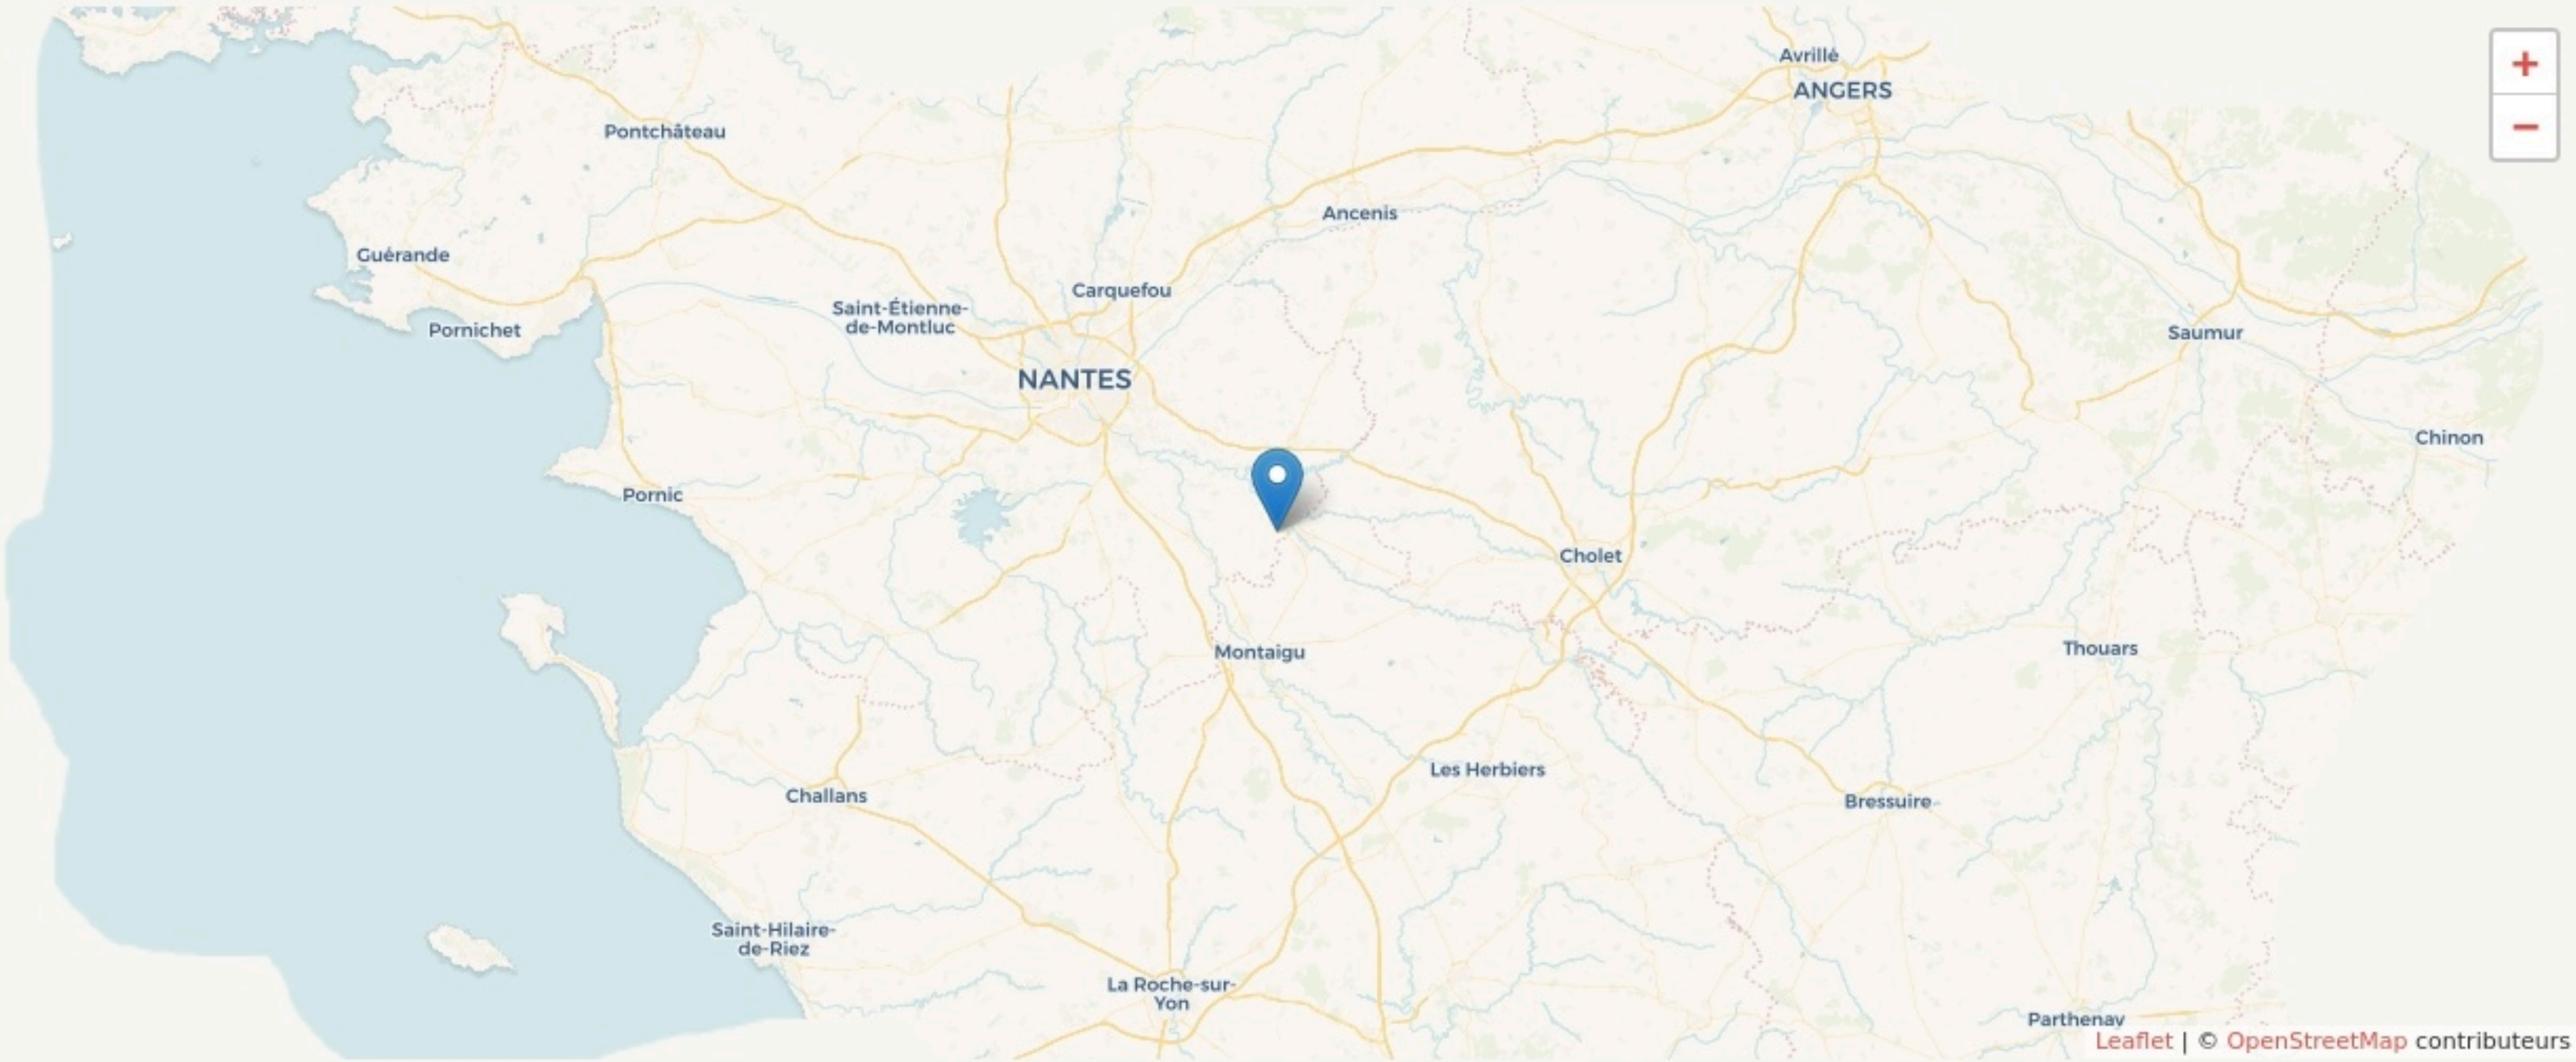 Avrillé
ANGERS
+
−
Pontchâteau
Ancenis
Guérande
Carquefou
Saint-Étienne-
de-Montluc
Pornichet
Saumur
NANTES
Chinon
Pornic
Cholet
Montaigu
Thouars
Les Herbiers
Challans
Bressuire
Saint-Hilaire-
de-Riez
La Roche-sur-
Yon
Parthenay
Leaflet | © OpenStreetMap contributeurs